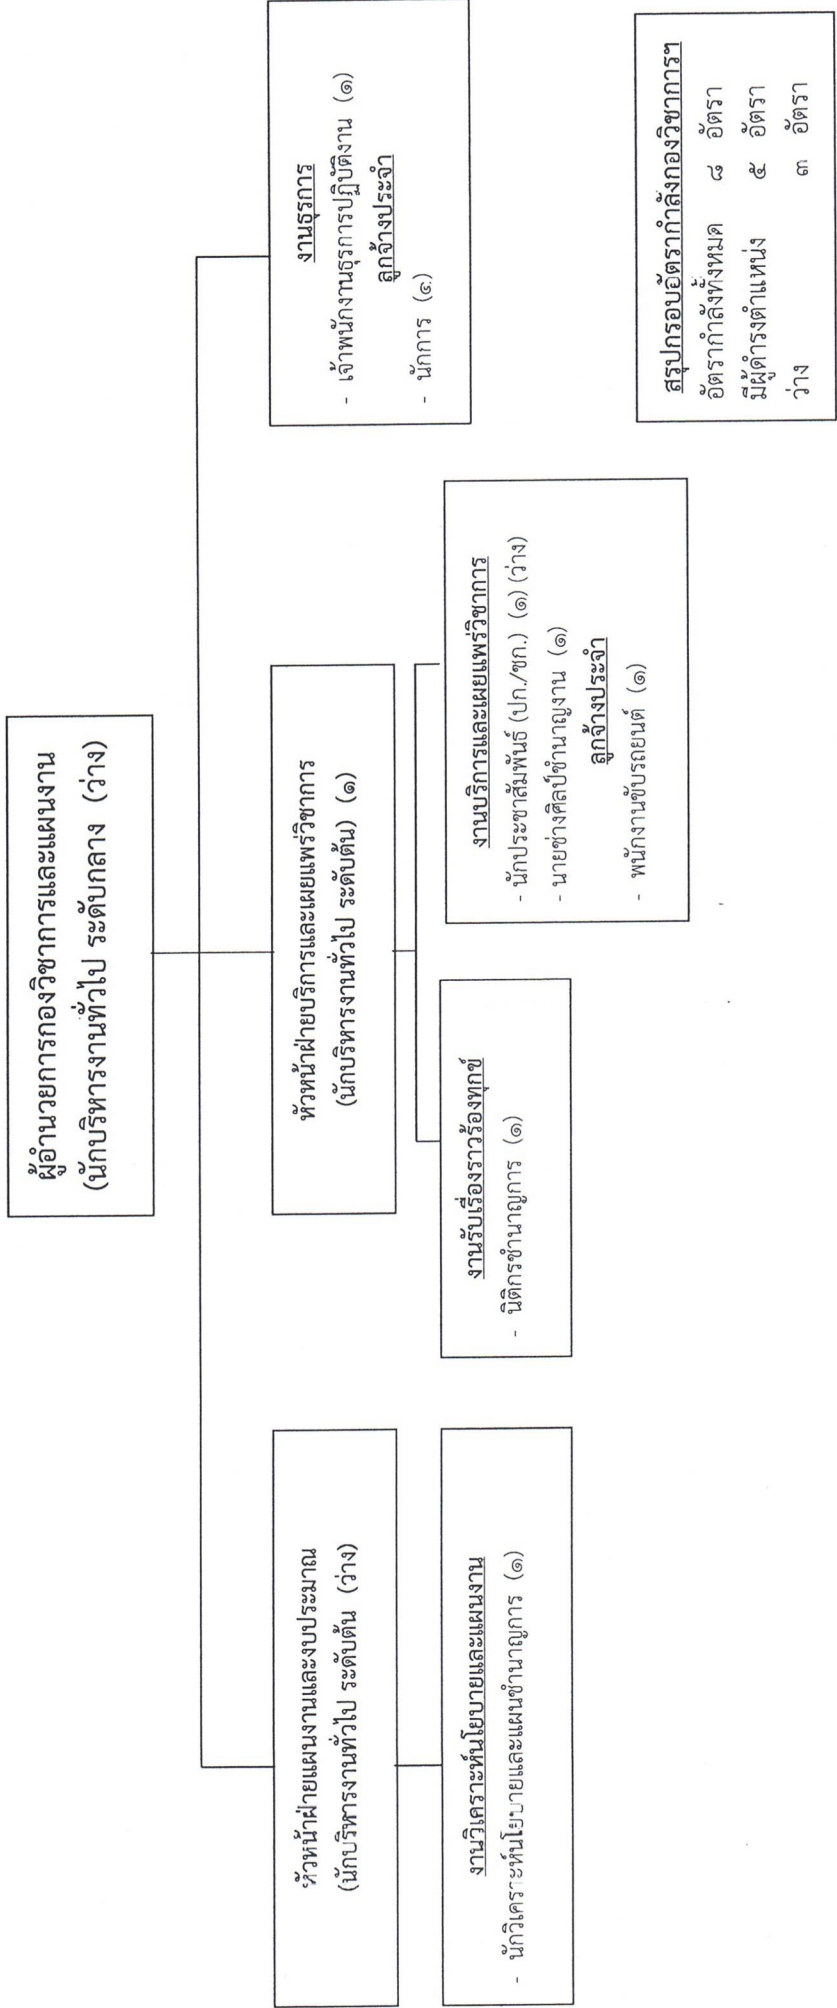 ผู้อำนวยการกองวิชาการและแผนงาน
(นักบริหารงานทั่วไป ระดับกลาง (ว่าง)
หัวหน้าฝ่ายแผนงานและงบประมาณ
(นักบริหารงานทั่วไป ระดับต้น (ว่าง)
งานวิเคราะห์นโยบายและแผนงาน
- นักวิเคราะห์นโยบายและแผนชำนาญการ (๑)
หัวหน้าฝ่ายบริการและเผยแพร่วิชาการ
(นักบริหารงานทั่วไป ระดับต้น) (๑)
งานรับเรื่องราวร้องทุกข์
- นิติกรชำนาญการ (๑)
งานบริการและเผยแพร่วิชาการ
- นักประชาสัมพันธ์ (ปก./ชก.) (๑) (ว่าง)
- นายช่างศิลป์ชำนาญงาน (๑)
ลูกจ้างประจำ
- พนักงานขับรถยนต์ (๑)
งานธุรการ
- เจ้าพนักงานธุรการปฏิบัติงาน (๑)
ลูกจ้างประจำ
- นักการ
สรุปกรอบอัตรากำลังกองวิชาการฯ
อัตรากำลังทั้งหมด ๘ อัตรา
มีผู้ดำรงตำแหน่ง ๕ อัตรา
ว่าง ๓ อัตรา